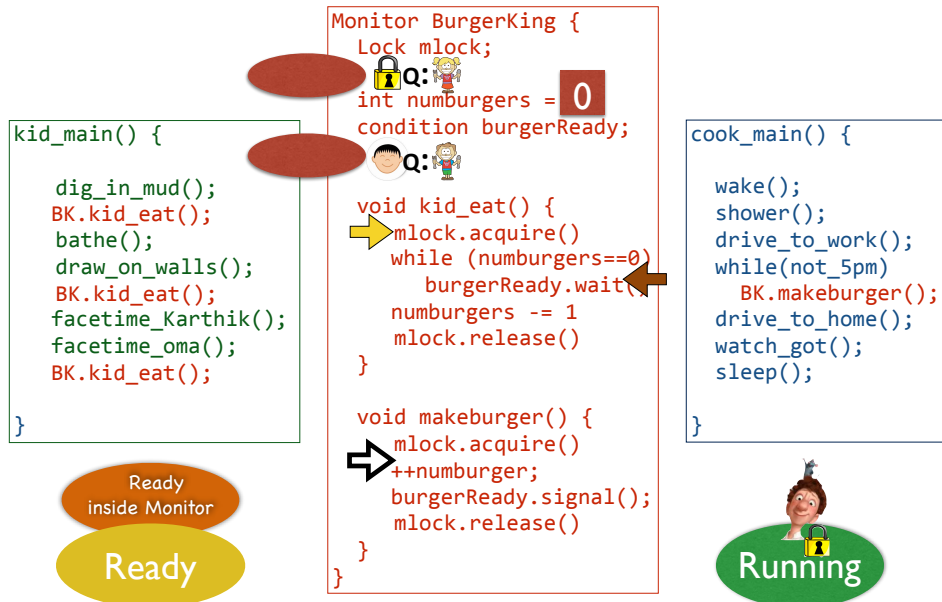 Monitor BurgerKing {
Lock mlock;
Q:
int numburgers = 0
condition burgerReady;
Q:
void kid_eat() {
mlock.acquire()
while (numburgers==0)
burgerReady.wait()
numburgers -= 1
mlock.release()
}
void makeburger() {
mlock.acquire()
++numburger;
burgerReady.signal();
mlock.release()
}
}
kid_main() {
dig_in_mud();
BK.kid_eat();
bathe();
draw_on_walls();
BK.kid_eat();
facetime_Karthik();
facetime_oma();
BK.kid_eat();
}
cook_main() {
wake();
shower();
drive_to_work();
while(not_5pm)
BK.makeburger();
drive_to_home();
watch_got();
sleep();
}
Ready
inside Monitor
Ready
Running